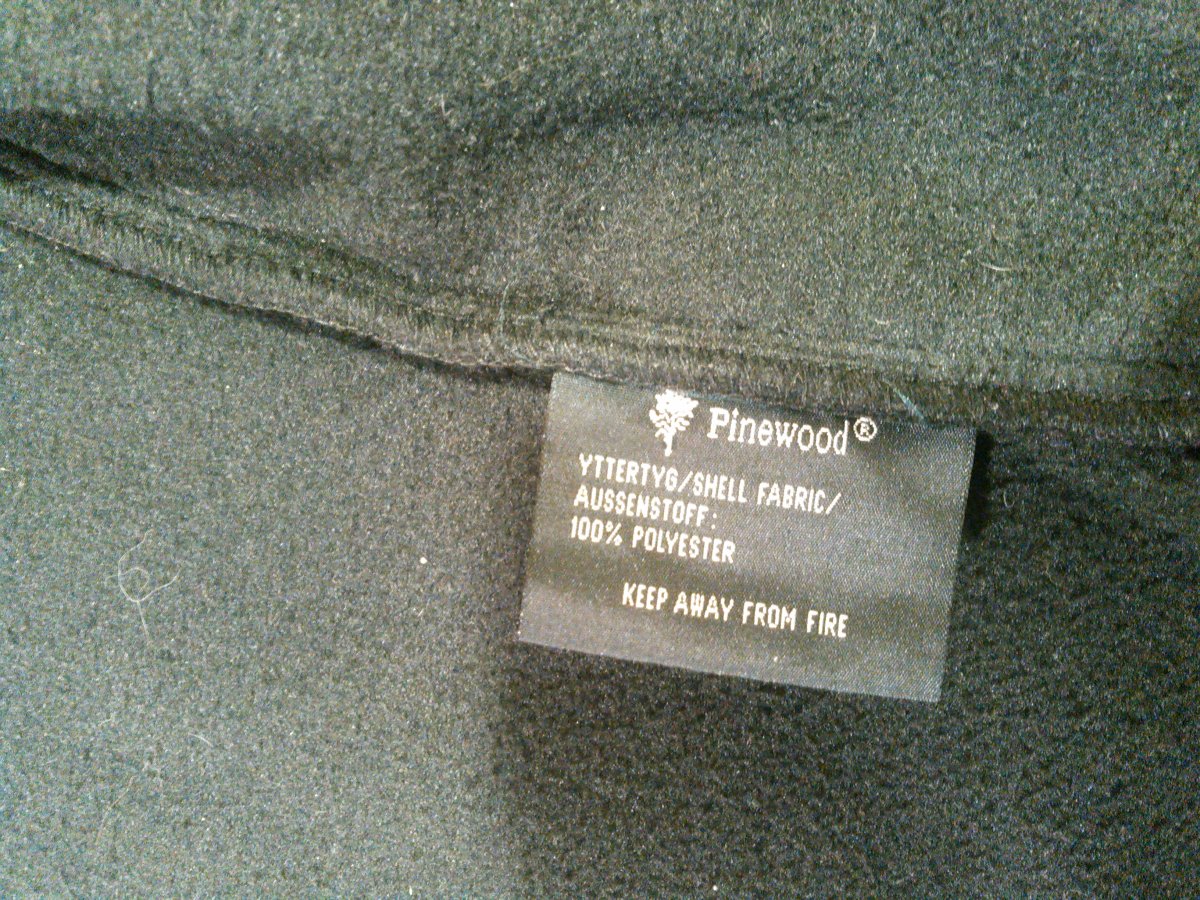 Pinewood®
YTTERTYG/SHELL FABRIC/
AUSSENSTOFF:
100% POLYESTER
KEEP AWAY FROM FIRE